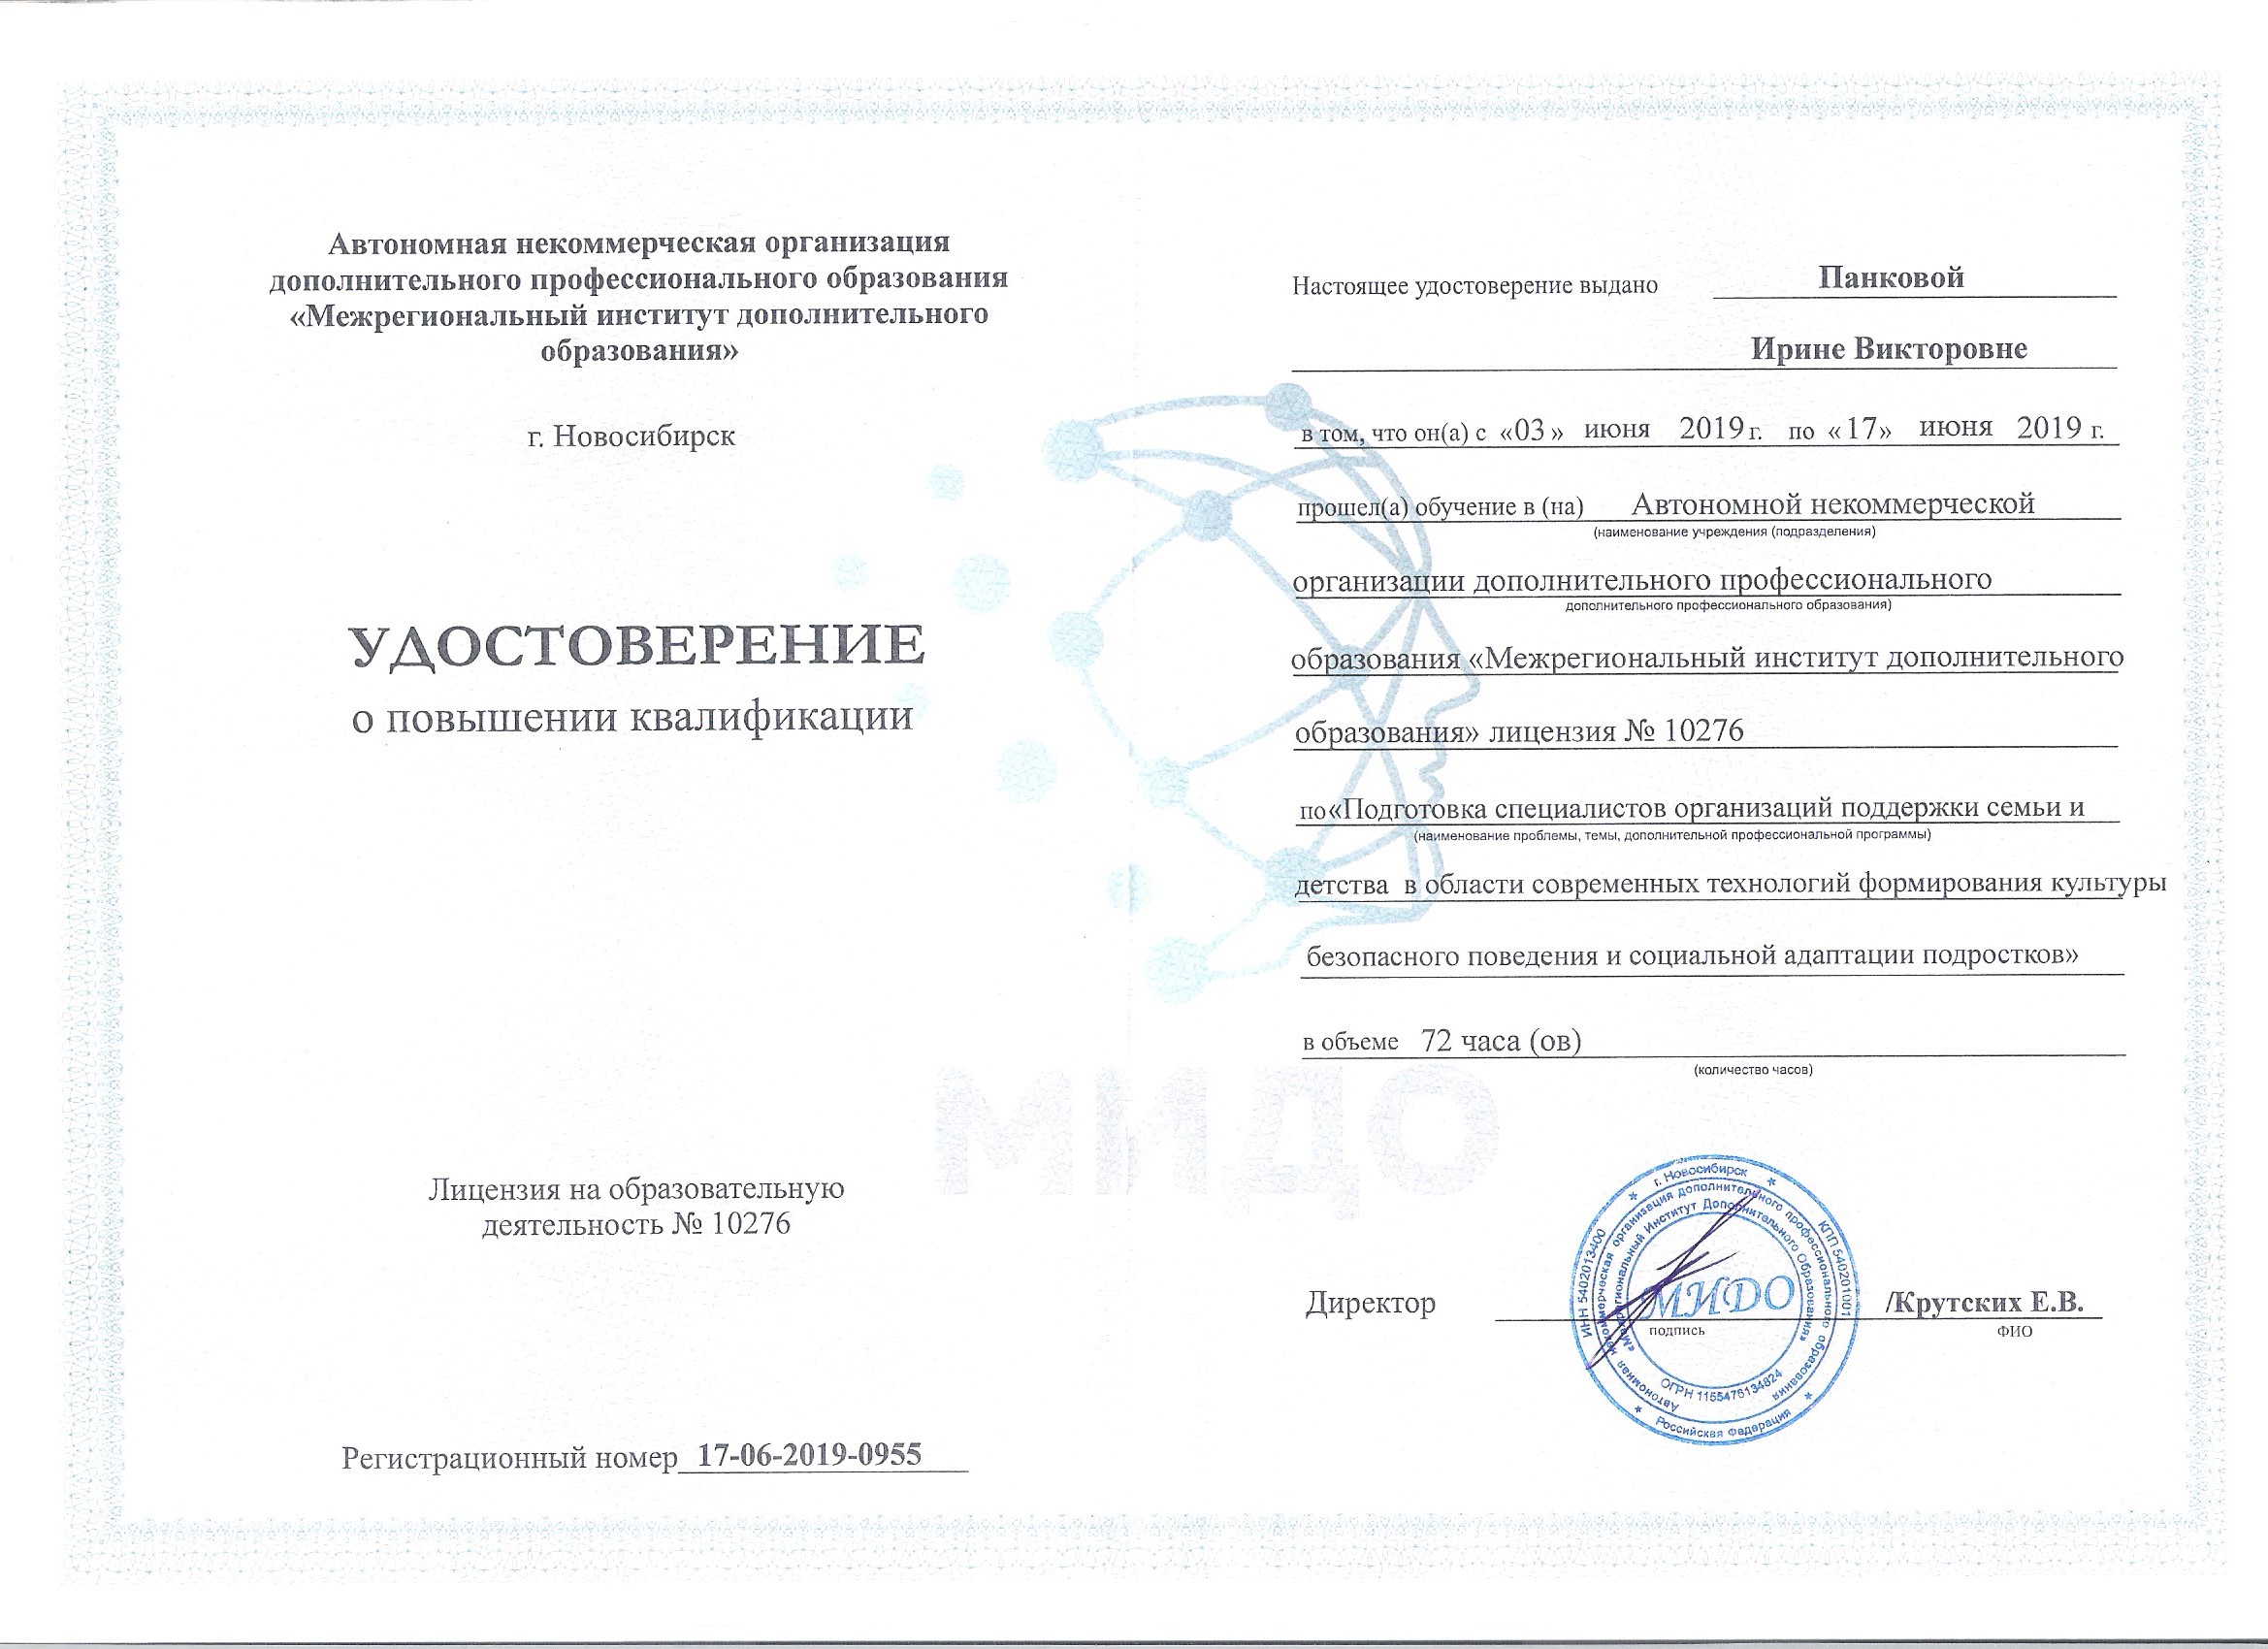 Автономная некоммерческая организация
дополнительного профессионального образования
«Межрегиональный институт дополнительного
образования»
г. Новосибирск
УДОСТОВЕРЕНИЕ
о повышении квалификации
Лицензия на образовательную
деятельность № 10276
Регистрационный номер 17-06-2019-0955
Настоящее удостоверение выдано Панковой
Ирине Викторовне
в том, что он(а) с «03» июня 2019 г. по «17» июня 2019 г.
прошел(а) обучение в (на) Автономной некоммерческой
(наименование учреждения (подразделения)
организации дополнительного профессионального
дополнительного профессионального образования)
образования «Межрегиональный институт дополнительного
образования» лицензия № 10276
по«Подготовка специалистов организаций поддержки семьи и
(наименование проблемы, темы, дополнительной профессиональной программы)
детства в области современных технологий формирования культуры
безопасного поведения и социальной адаптации подростков»
в объеме 72 часа (ов)
(количество часов)
МИДО
Директор /Крутских Е.В.
подпись ФИО
г. Новосибирск
КПП 540201001
Российская Федерация
ИНН 5402013400
Автономная некоммерческая организация дополнительного профессионального образования
«Межрегиональный Институт Дополнительного Образования»
ОГРН 1155476134824
МИДО